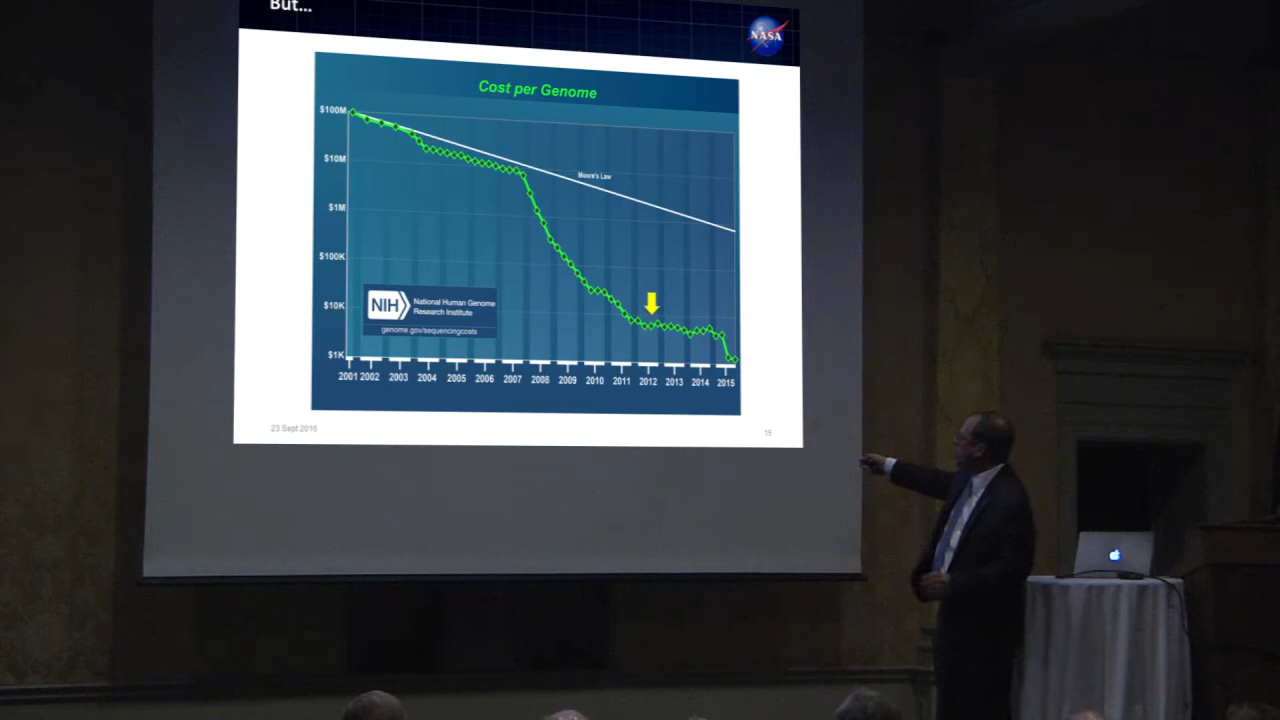 But...
NASA
Cost per Genome
$100M
$10M
$1M
$100K
$10K
$1K
Moore's Law
NIH
National Human Genome
Research Institute
genome.gov/sequencingcosts
2001 2002 2003 2004 2005 2006 2007 2008 2009 2010 2011 2012 2013 2014 2015
23 Sept 2016
15